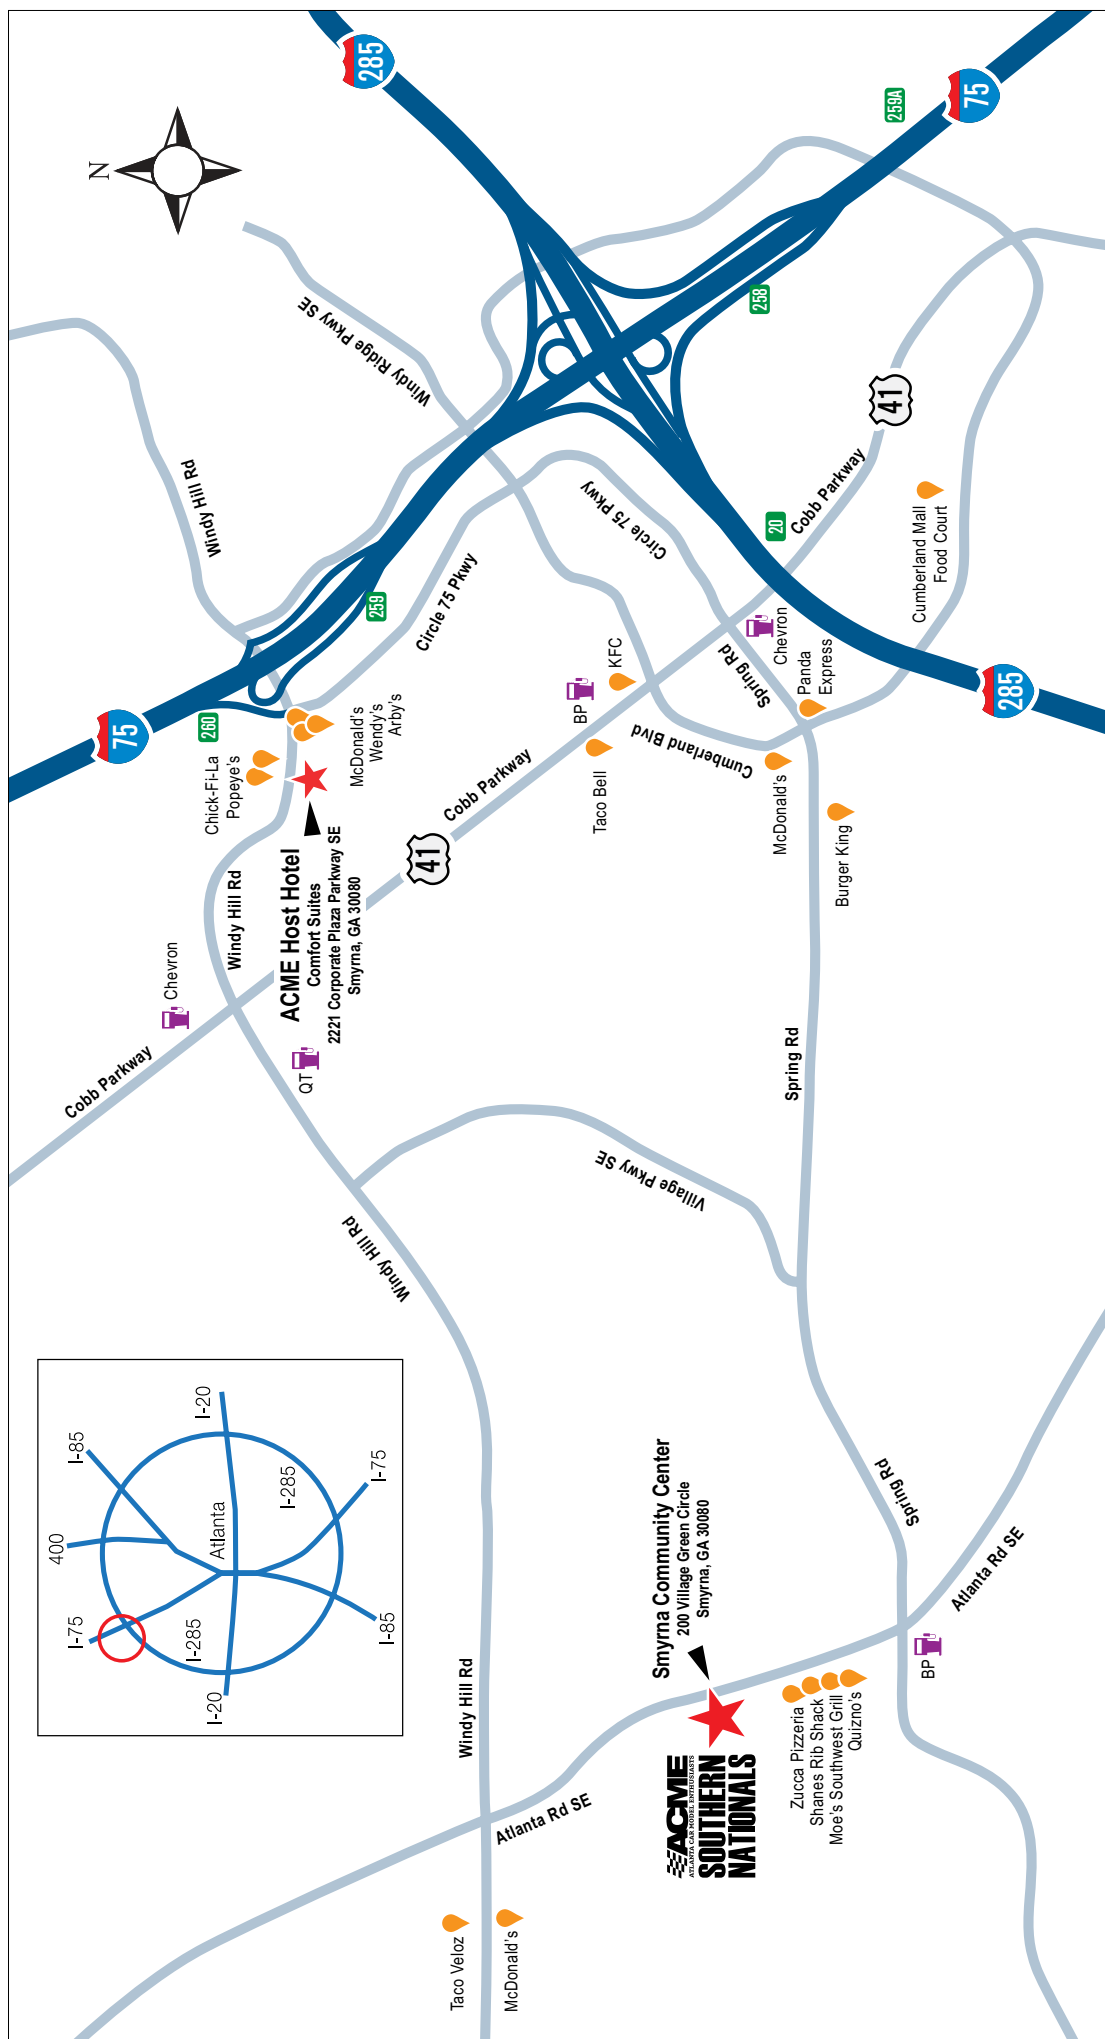 400
I-75
I-85
I-20
I-285
Atlanta
I-285
I-20
I-85
I-75
N
75
285
Cobb Parkway
Chevron
Windy Hill Rd
Chick-Fi-La
Popeye's
260
Windy Hill Rd
QT
ACME Host Hotel
Comfort Suites
2221 Corporate Plaza Parkway SE
Smyrna, GA 30080
McDonald's
Wendy's
Arby's
259
Windy Ridge Pkwy SE
Windy Hill Rd
41
Cobb Parkway
Circle 75 Pkwy
Taco Veloz
McDonald's
Windy Hill Rd
Atlanta Rd SE
Village Pkwy SE
BP
KFC
Taco Bell
Circle 75 Pkwy
Cumberland Blvd
Spring Rd
ACME
ATLANTA CAR MODEL ENTHUSIASTS
SOUTHERN
NATIONALS
Smyrna Community Center
200 Village Green Circle
Smyrna, GA 30080
Spring Rd
McDonald's
Chevron
Panda
Express
20
258
Cobb Parkway
Zucca Pizzeria
Shanes Rib Shack
Moe's Southwest Grill
Quizno's
Spring Rd
Burger King
41
259A
BP
Atlanta Rd SE
Cumberland Mall
Food Court
285
75